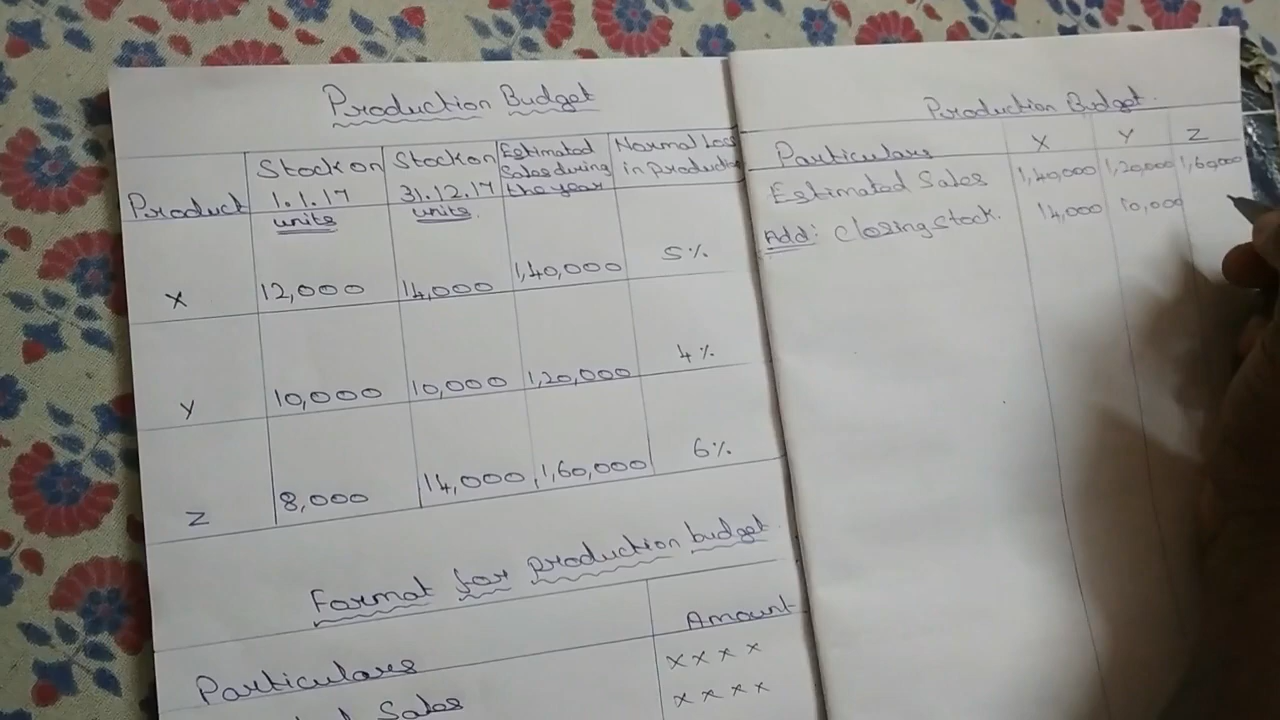 Production Budget
Product
Stock on
1.1.17
units
Stock on
31.12.17
units.
Estimated
Sales during
the year
Normal Loss
in production
X 12,000 14,000 1,40,000 5%
Y 10,000 10,000 1,20,000 4%
Z 8,000 14,000 1,60,000 6%
Format for production budget
Particulars Amount
xxxx
Sales xxxx
Production Budget.
Particulars X Y Z
Estimated Sales 1,40,000 1,20,000 1,60,000
Add: Closing stock. 14,000 10,000